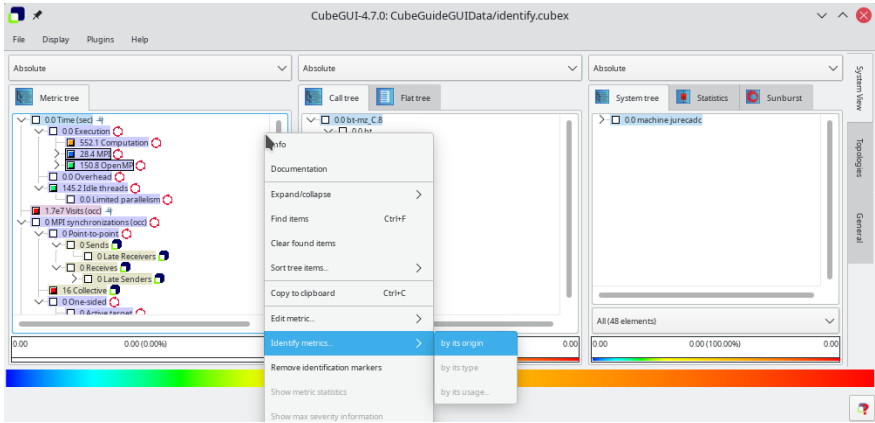 CubeGUI-4.7.0: CubeGuideGUIData/identify.cubex
File Display Plugins Help
Absolute
Absolute
Absolute
Metric tree
Call tree
Flat tree
System tree
Statistics
Sunburst
System View
Topologies
General
0.0 Time (sec)
0.0 Execution
552.1 Computation
28.4 MPI
150.8 OpenMP
0.0 Overhead
145.2 Idle threads
0.0 Limited parallelism
1.7e7 Visits (occ)
0 MPI synchronizations (occ)
0 Point-to-point
0 Sends
0 Late Receivers
0 Receives
0 Late Senders
16 Collective
0 One-sided
0 Active target
0.0 bt-mz_C.8
0.0 bt
0.0 machine jurecadc
nfo
Documentation
Expand/collapse
Find items Ctrl+F
Clear found items
Sort tree items..
Copy to clipboard Ctrl+C
Edit metric..
Identify metrics..
Remove identification markers
Show metric statistics
Show max severity information
by its origin
by its type
by its usage..
All (48 elements)
0.00 0.00 (0.00%)
0.00
0.00 0.00 (100.00%) 0.00